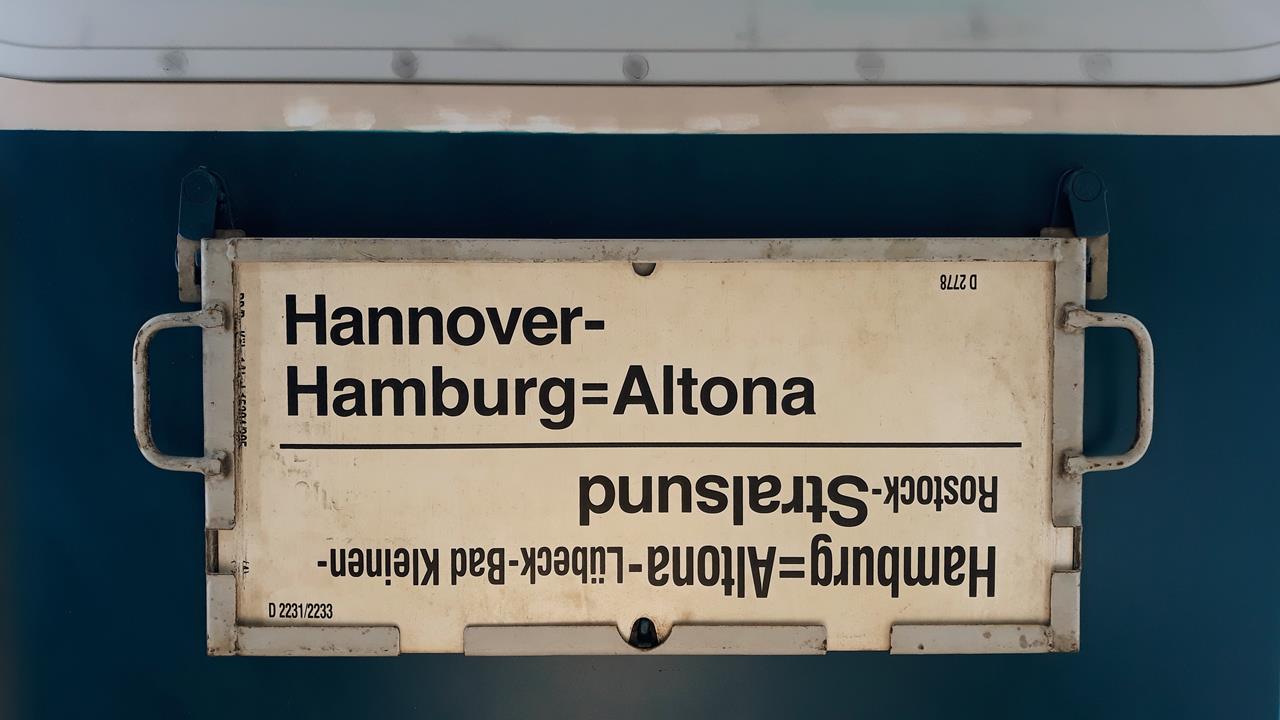 Hannover-
Hamburg=Altona
D 2231/2233
Hamburg=Altona-Lübeck-Bad Kleinen-
Rostock-Stralsund
D 2778